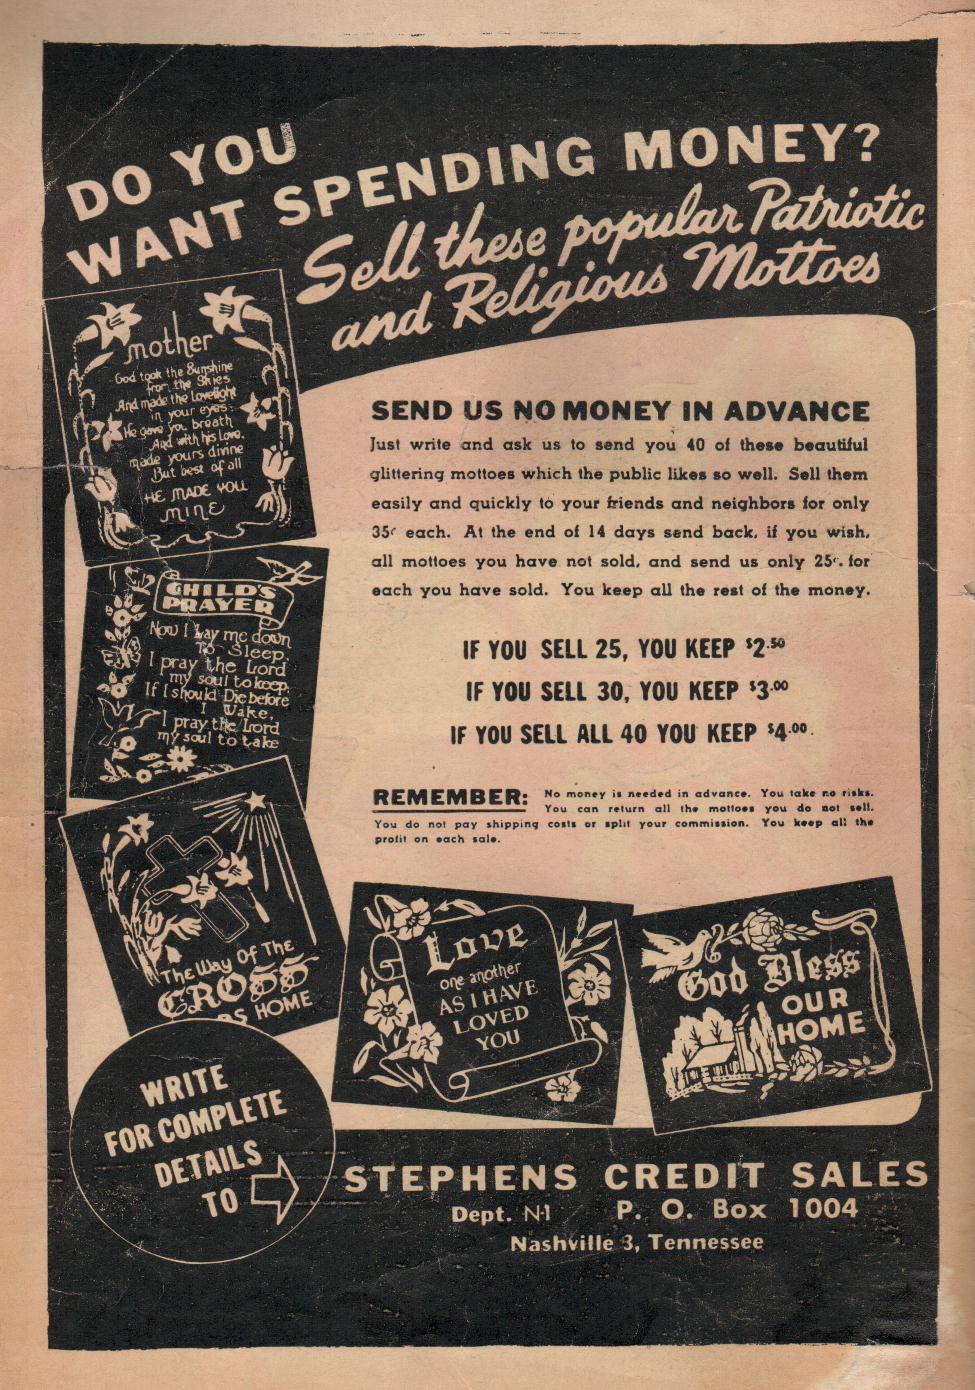 DO YOU
WANT SPENDING MONEY?
Sell these popular Patriotic
and Religious Mottoes
mother
God took the Sunshine
from the Skies
And made the Lovelight
in your eyes;
He gave you breath
And with his Love,
made yours divine
But best of all
HE MADE YOU
MINE
SEND US NO MONEY IN ADVANCE
Just write and ask us to send you 40 of these beautiful
glittering mottoes which the public likes so well. Sell them
easily and quickly to your friends and neighbors for only
35c each. At the end of 14 days send back, if you wish,
all mottoes you have not sold, and send us only 25c. for
each you have sold. You keep all the rest of the money.
CHILD'S
PRAYER
Now I Lay me down
To Sleep,
I pray the Lord
my soul to keep,
If I should Die before
I Wake,
I pray the Lord
my soul to take
IF YOU SELL 25, YOU KEEP $2.50
IF YOU SELL 30, YOU KEEP $3.00
IF YOU SELL ALL 40 YOU KEEP $4.00.
REMEMBER: No money is needed in advance. You take no risks.
You can return all the mottoes you do not sell.
You do not pay shipping costs or split your commission. You keep all the
profit on each sale.
The Way Of The
CROSS
DS HOME
Love
one another
AS I HAVE
LOVED
YOU
God Bless
OUR
HOME
WRITE
FOR COMPLETE
DETAILS
TO
STEPHENS CREDIT SALES
Dept. N-1 P. O. Box 1004
Nashville 3, Tennessee